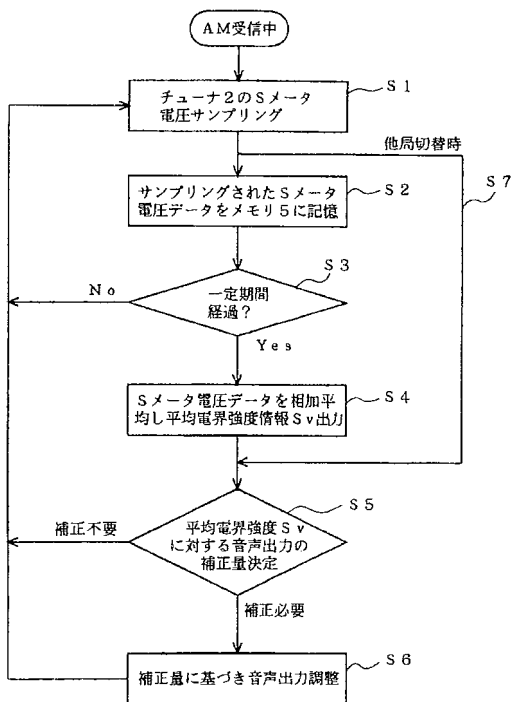 AM受信中
S1
チューナ2のSメータ
電圧サンプリング
他局切替時
S7
S2
サンプリングされたSメータ
電圧データをメモリ5に記憶
S3
No
一定期間
経過?
Yes
S4
Sメータ電圧データを相加平
均し平均電界強度情報Sv出力
S5
補正不要
平均電界強度Sv
に対する音声出力の
補正量決定
補正必要
S6
補正量に基づき音声出力調整